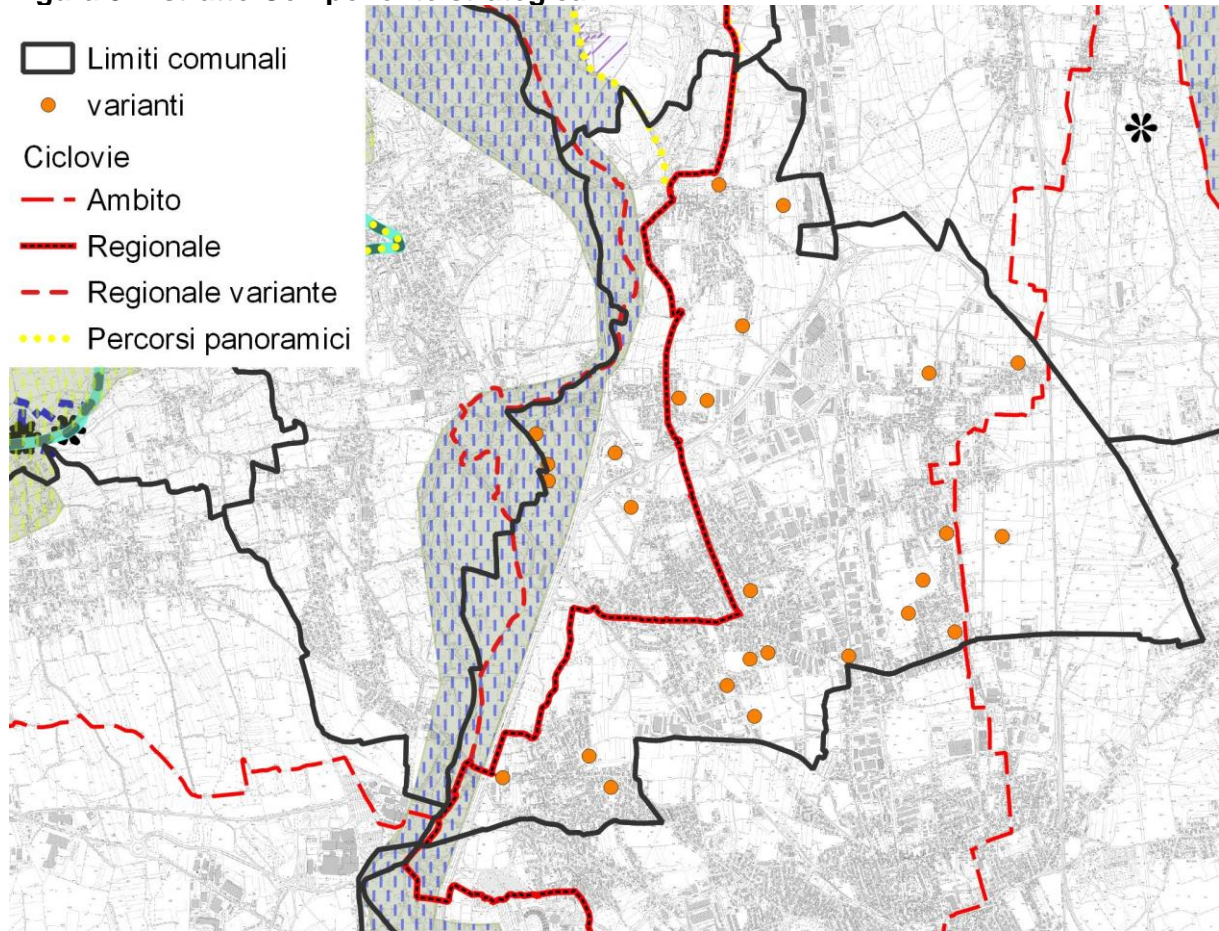 Limiti comunali
varianti
Ciclovie
Ambito
Regionale
Regionale variante
Percorsi panoramici